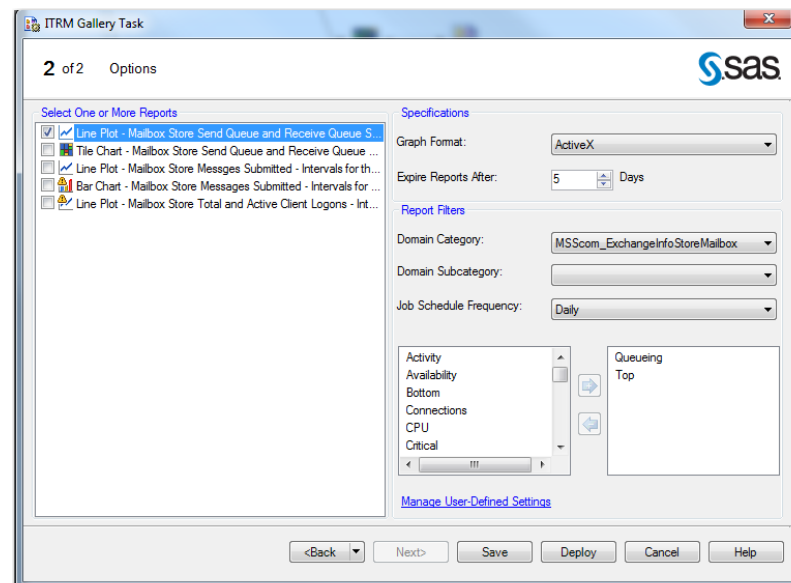 ITRM Gallery Task
2 of 2 Options
sas
Select One or More Reports
Line Plot - Mailbox Store Send Queue and Receive Queue S...
Tile Chart - Mailbox Store Send Queue and Receive Queue ...
Line Plot - Mailbox Store Messges Submitted - Intervals for th...
Bar Chart - Mailbox Store Messages Submitted - Intervals for ...
Line Plot - Mailbox Store Total and Active Client Logons - Int...
Specifications
Graph Format: ActiveX
Expire Reports After: 5 Days
Report Filters
Domain Category: MSScom_ExchangeInfoStoreMailbox
Domain Subcategory:
Job Schedule Frequency: Daily
Activity
Availability
Bottom
Connections
CPU
Critical
Queueing
Top
Manage User-Defined Settings
<Back Next> Save Deploy Cancel Help